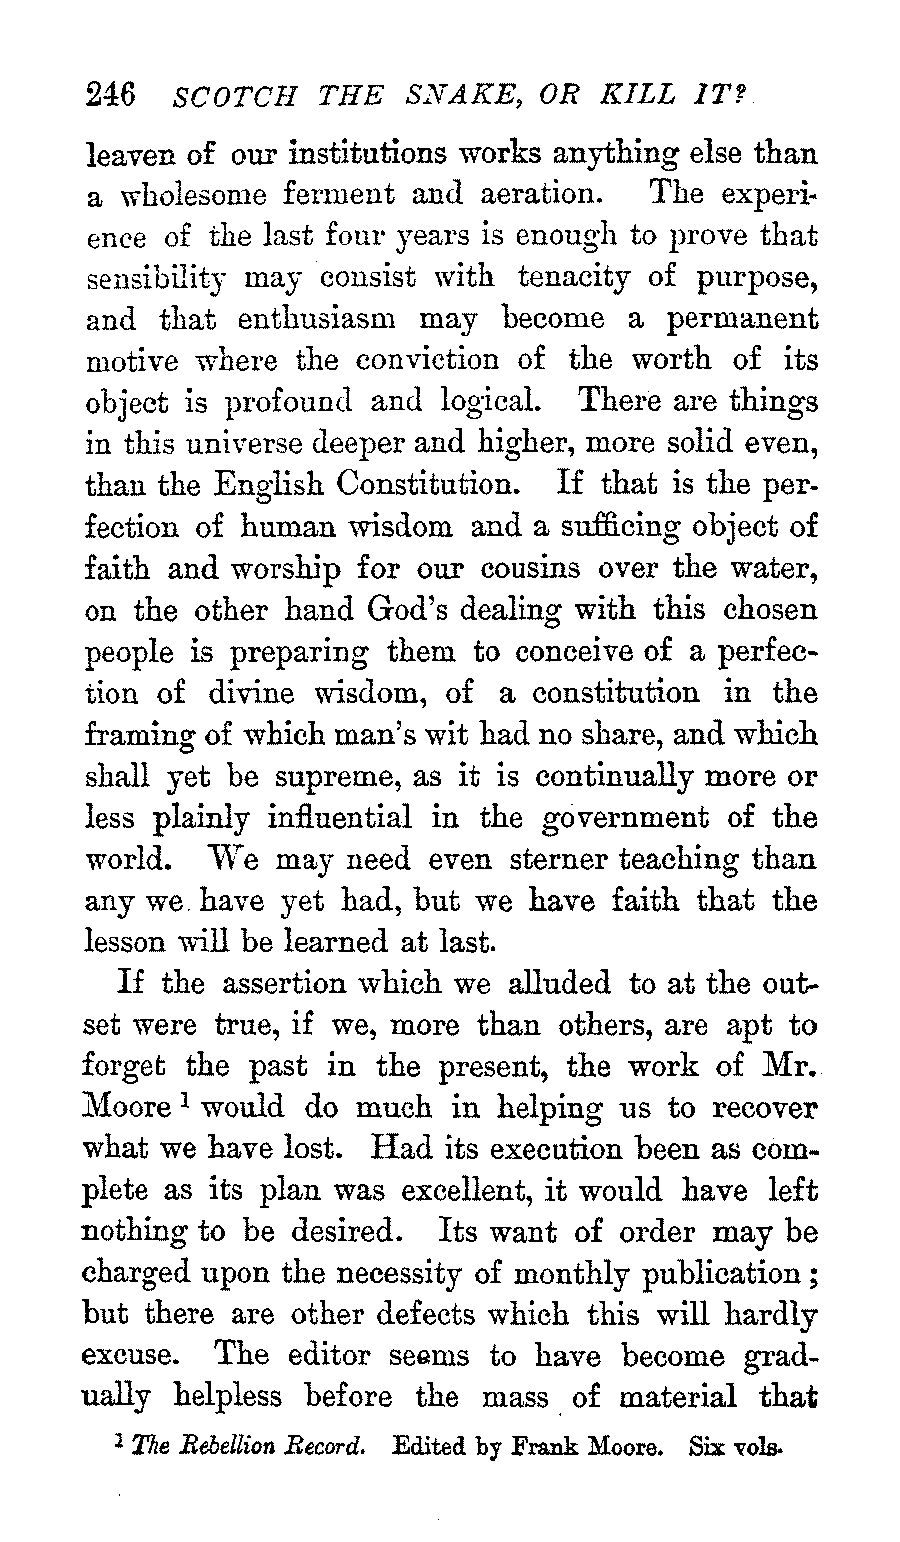 246 SCOTCH THE SNAKE, OR KILL IT?
leaven of our institutions works anything else than
a wholesome ferment and aeration. The experi-
ence of the last four years is enough to prove that
sensibility may consist with tenacity of purpose,
and that enthusiasm may become a permanent
motive where the conviction of the worth of its
object is profound and logical. There are things
in this universe deeper and higher, more solid even,
than the English Constitution. If that is the per-
fection of human wisdom and a sufficing object of
faith and worship for our cousins over the water,
on the other hand God's dealing with this chosen
people is preparing them to conceive of a perfec-
tion of divine wisdom, of a constitution in the
framing of which man's wit had no share, and which
shall yet be supreme, as it is continually more or
less plainly influential in the government of the
world. We may need even sterner teaching than
any we have yet had, but we have faith that the
lesson will be learned at last.
If the assertion which we alluded to at the out-
set were true, if we, more than others, are apt to
forget the past in the present, the work of Mr.
Moore ¹ would do much in helping us to recover
what we have lost. Had its execution been as com-
plete as its plan was excellent, it would have left
nothing to be desired. Its want of order may be
charged upon the necessity of monthly publication;
but there are other defects which this will hardly
excuse. The editor seems to have become grad-
ually helpless before the mass of material that
¹ The Rebellion Record. Edited by Frank Moore. Six vols.